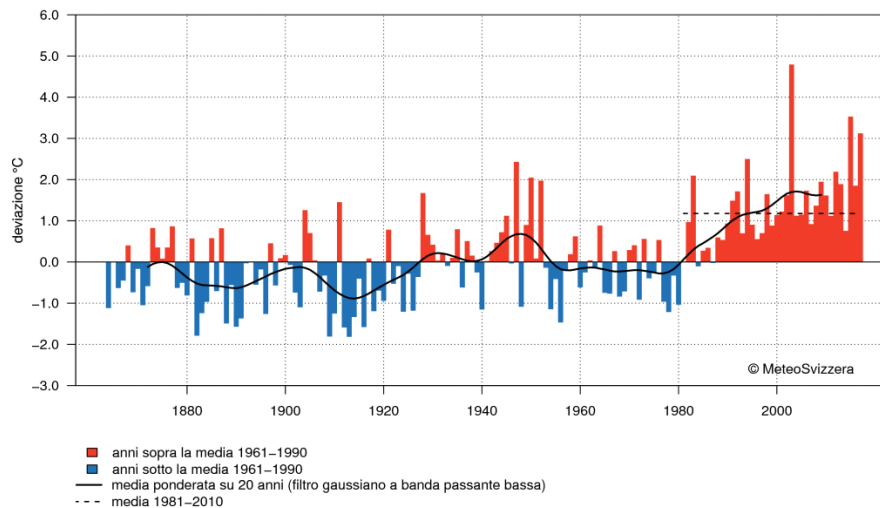 6.0
5.0
4.0
3.0
2.0
1.0
0.0
−1.0
−2.0
−3.0
deviazione °C
© MeteoSvizzera
1880 1900 1920 1940 1960 1980 2000
anni sopra la media 1961−1990
anni sotto la media 1961−1990
media ponderata su 20 anni (filtro gaussiano a banda passante bassa)
media 1981−2010